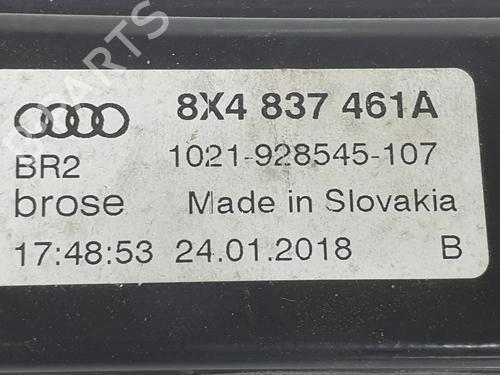 8X4 837 461A
BR2 1021-928545-107
brose Made in Slovakia
17:48:53 24.01.2018 B